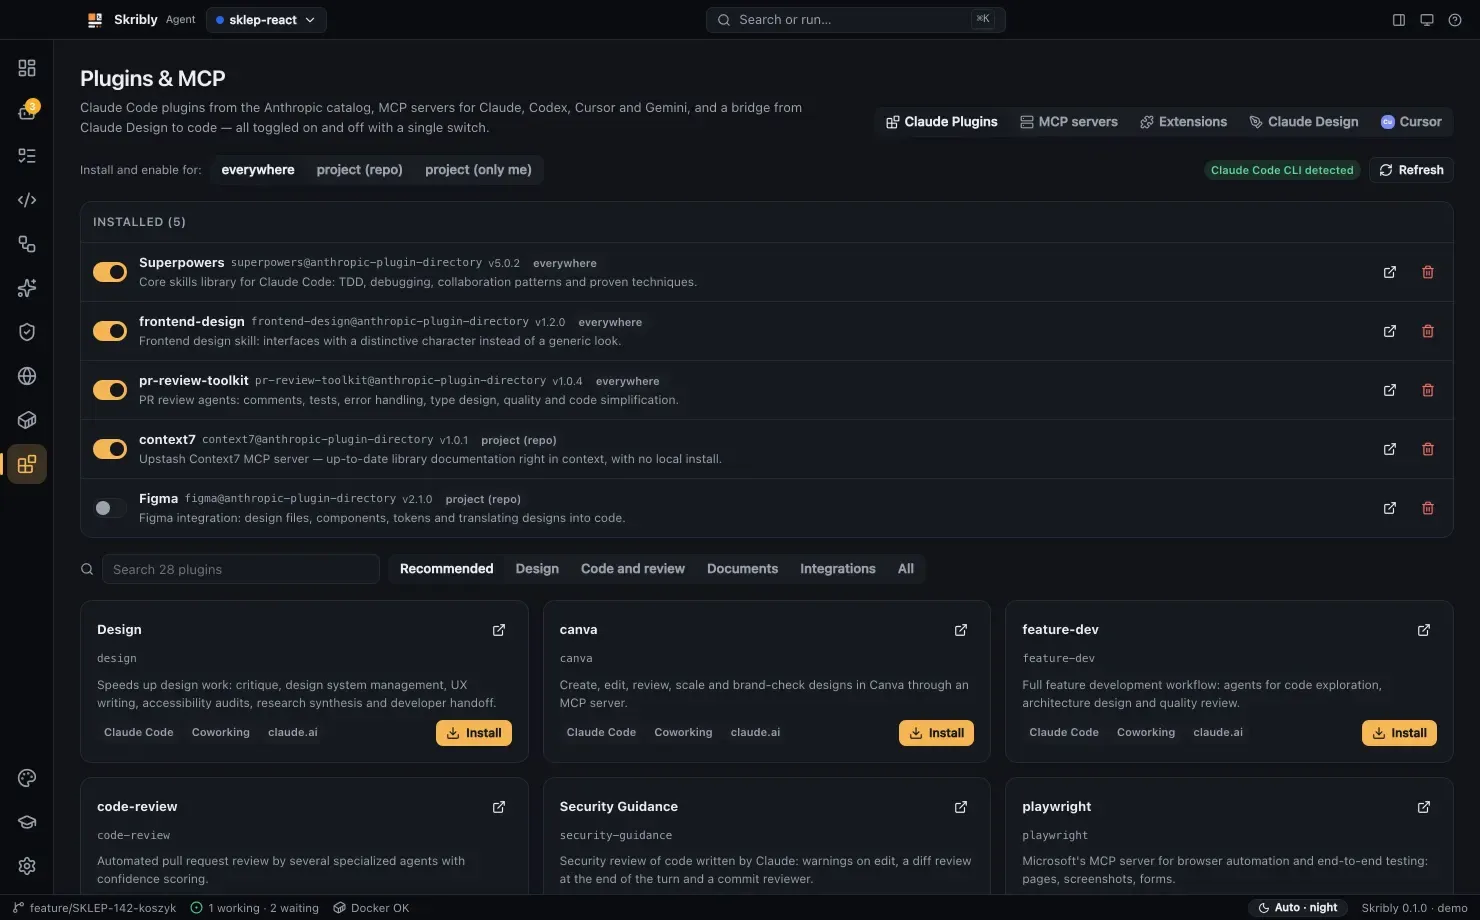 Skribly Agent sklep-react Search or run... ⌘K
3
Plugins & MCP
Claude Code plugins from the Anthropic catalog, MCP servers for Claude, Codex, Cursor and Gemini, and a bridge from
Claude Design to code — all toggled on and off with a single switch.
Claude Plugins MCP servers Extensions Claude Design Cursor
Install and enable for: everywhere project (repo) project (only me)
Claude Code CLI detected Refresh
INSTALLED (5)
Superpowers superpowers@anthropic-plugin-directory v5.0.2 everywhere
Core skills library for Claude Code: TDD, debugging, collaboration patterns and proven techniques.
frontend-design frontend-design@anthropic-plugin-directory v1.2.0 everywhere
Frontend design skill: interfaces with a distinctive character instead of a generic look.
pr-review-toolkit pr-review-toolkit@anthropic-plugin-directory v1.0.4 everywhere
PR review agents: comments, tests, error handling, type design, quality and code simplification.
context7 context7@anthropic-plugin-directory v1.0.1 project (repo)
Upstash Context7 MCP server — up-to-date library documentation right in context, with no local install.
Figma figma@anthropic-plugin-directory v2.1.0 project (repo)
Figma integration: design files, components, tokens and translating designs into code.
Search 28 plugins Recommended Design Code and review Documents Integrations All
Design
design
Speeds up design work: critique, design system management, UX
writing, accessibility audits, research synthesis and developer handoff.
Claude Code Coworking claude.ai Install
canva
canva
Create, edit, review, scale and brand-check designs in Canva through an
MCP server.
Claude Code Coworking claude.ai Install
feature-dev
feature-dev
Full feature development workflow: agents for code exploration,
architecture design and quality review.
Claude Code Coworking claude.ai Install
code-review
code-review
Automated pull request review by several specialized agents with
confidence scoring.
Security Guidance
security-guidance
Security review of code written by Claude: warnings on edit, a diff review
at the end of the turn and a commit reviewer.
playwright
playwright
Microsoft's MCP server for browser automation and end-to-end testing:
pages, screenshots, forms.
feature/SKLEP-142-koszyk 1 working · 2 waiting Docker OK Auto · night Skribly 0.1.0 · demo